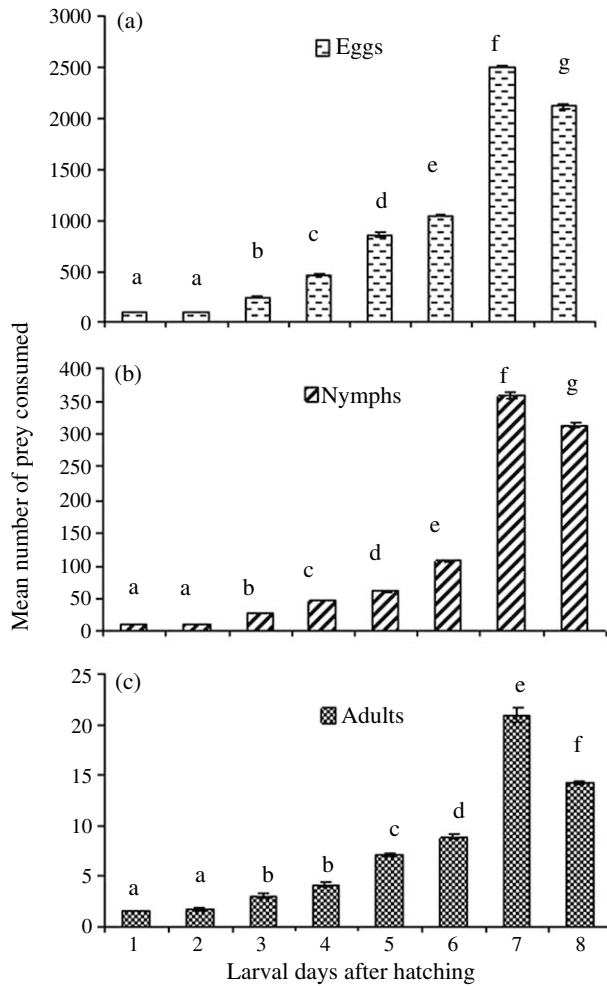 (a)
Eggs
3000
2500
2000
1500
1000
500
0
a a b c d e f g
(b)
Nymphs
400
350
300
250
200
150
100
50
0
a a b c d e f g
(c)
Adults
25
20
15
10
5
0
a a b b c d e f
1 2 3 4 5 6 7 8
Larval days after hatching
Mean number of prey consumed